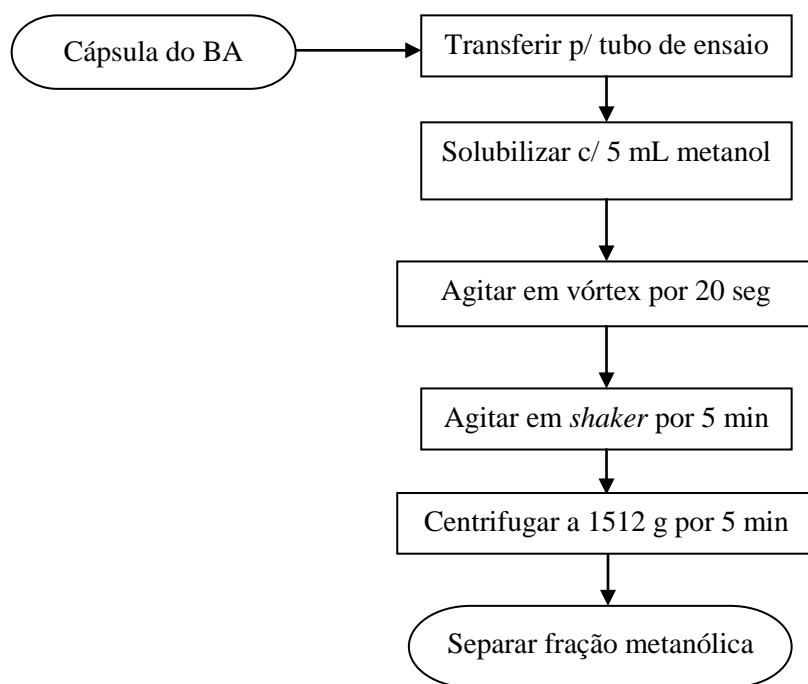 Cápsula do BA
Transferir p/ tubo de ensaio
Solubilizar c/ 5 mL metanol
Agitar em vórtex por 20 seg
Agitar em shaker por 5 min
Centrifugar a 1512 g por 5 min
Separar fração metanólica